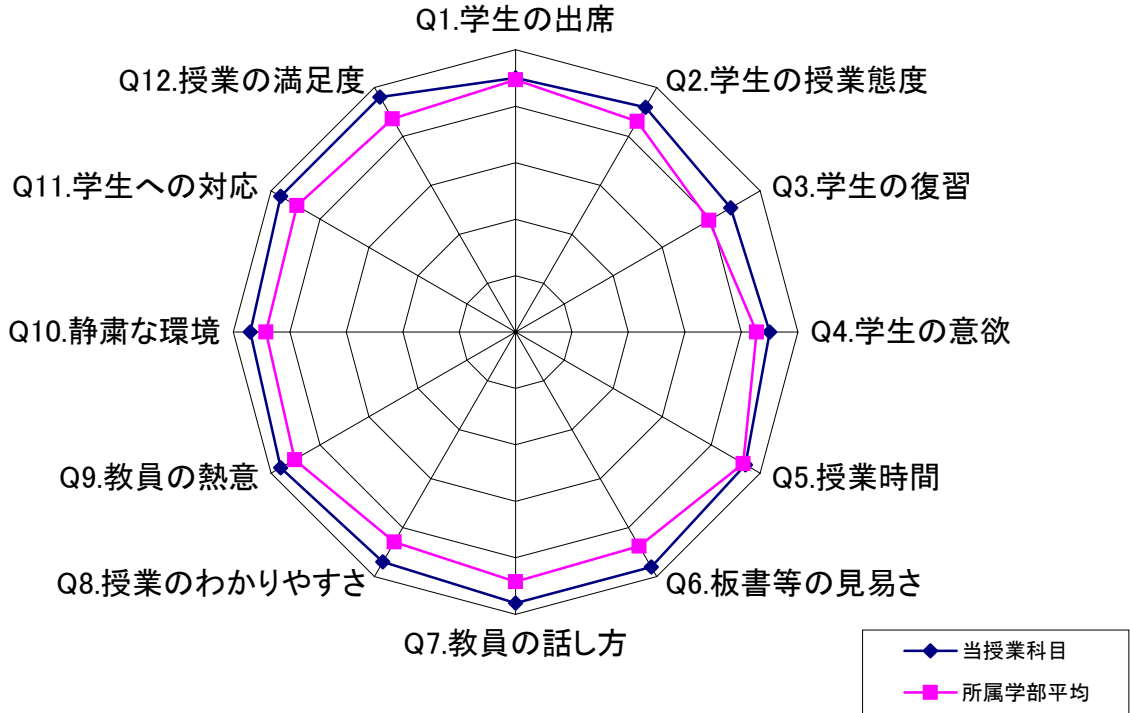 Q1.学生の出席
Q2.学生の授業態度
Q3.学生の復習
Q4.学生の意欲
Q5.授業時間
Q6.板書等の見易さ
Q7.教員の話し方
Q8.授業のわかりやすさ
Q9.教員の熱意
Q10.静粛な環境
Q11.学生への対応
Q12.授業の満足度
当授業科目
所属学部平均